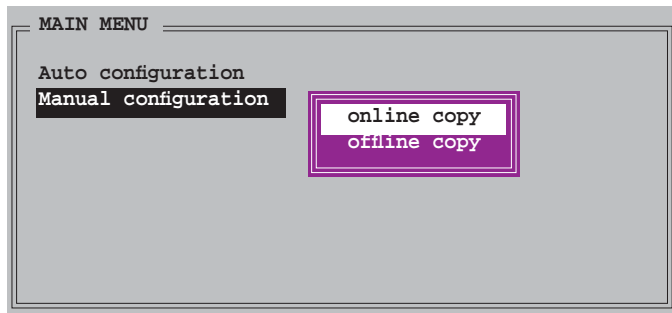 MAIN MENU
Auto configuration
Manual configuration
online copy
offline copy